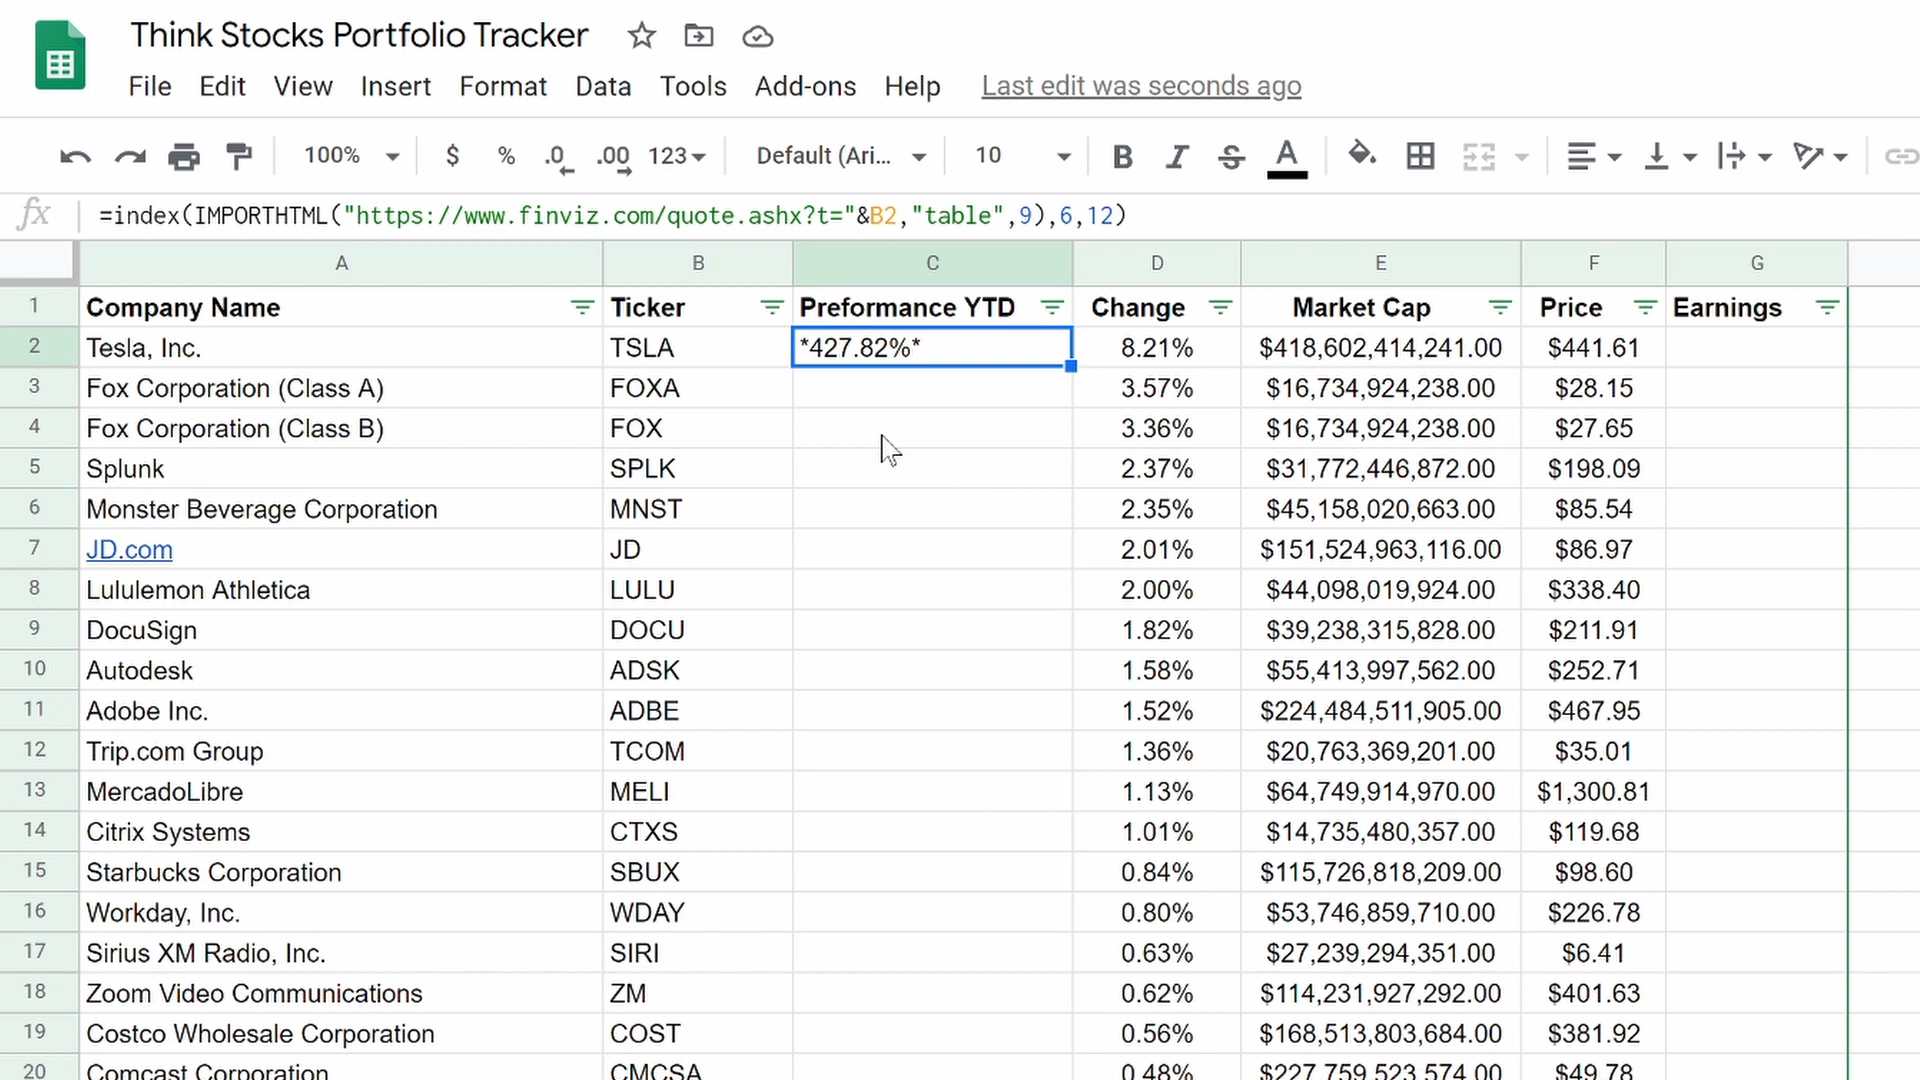 Think Stocks Portfolio Tracker
File Edit View Insert Format Data Tools Add-ons Help Last edit was seconds ago
100% $ % .0 .00 123 Default (Ari... 10 B I S A
fx =index(IMPORTHTML("https://www.finviz.com/quote.ashx?t="&B2,"table",9),6,12)
A B C D E F G
1 Company Name Ticker Preformance YTD Change Market Cap Price Earnings
2 Tesla, Inc. TSLA *427.82%* 8.21% $418,602,414,241.00 $441.61
3 Fox Corporation (Class A) FOXA 3.57% $16,734,924,238.00 $28.15
4 Fox Corporation (Class B) FOX 3.36% $16,734,924,238.00 $27.65
5 Splunk SPLK 2.37% $31,772,446,872.00 $198.09
6 Monster Beverage Corporation MNST 2.35% $45,158,020,663.00 $85.54
7 JD.com JD 2.01% $151,524,963,116.00 $86.97
8 Lululemon Athletica LULU 2.00% $44,098,019,924.00 $338.40
9 DocuSign DOCU 1.82% $39,238,315,828.00 $211.91
10 Autodesk ADSK 1.58% $55,413,997,562.00 $252.71
11 Adobe Inc. ADBE 1.52% $224,484,511,905.00 $467.95
12 Trip.com Group TCOM 1.36% $20,763,369,201.00 $35.01
13 MercadoLibre MELI 1.13% $64,749,914,970.00 $1,300.81
14 Citrix Systems CTXS 1.01% $14,735,480,357.00 $119.68
15 Starbucks Corporation SBUX 0.84% $115,726,818,209.00 $98.60
16 Workday, Inc. WDAY 0.80% $53,746,859,710.00 $226.78
17 Sirius XM Radio, Inc. SIRI 0.63% $27,239,294,351.00 $6.41
18 Zoom Video Communications ZM 0.62% $114,231,927,292.00 $401.63
19 Costco Wholesale Corporation COST 0.56% $168,513,803,684.00 $381.92
20 Comcast Corporation CMCSA 0.48% $227,759,523,574.00 $49.78